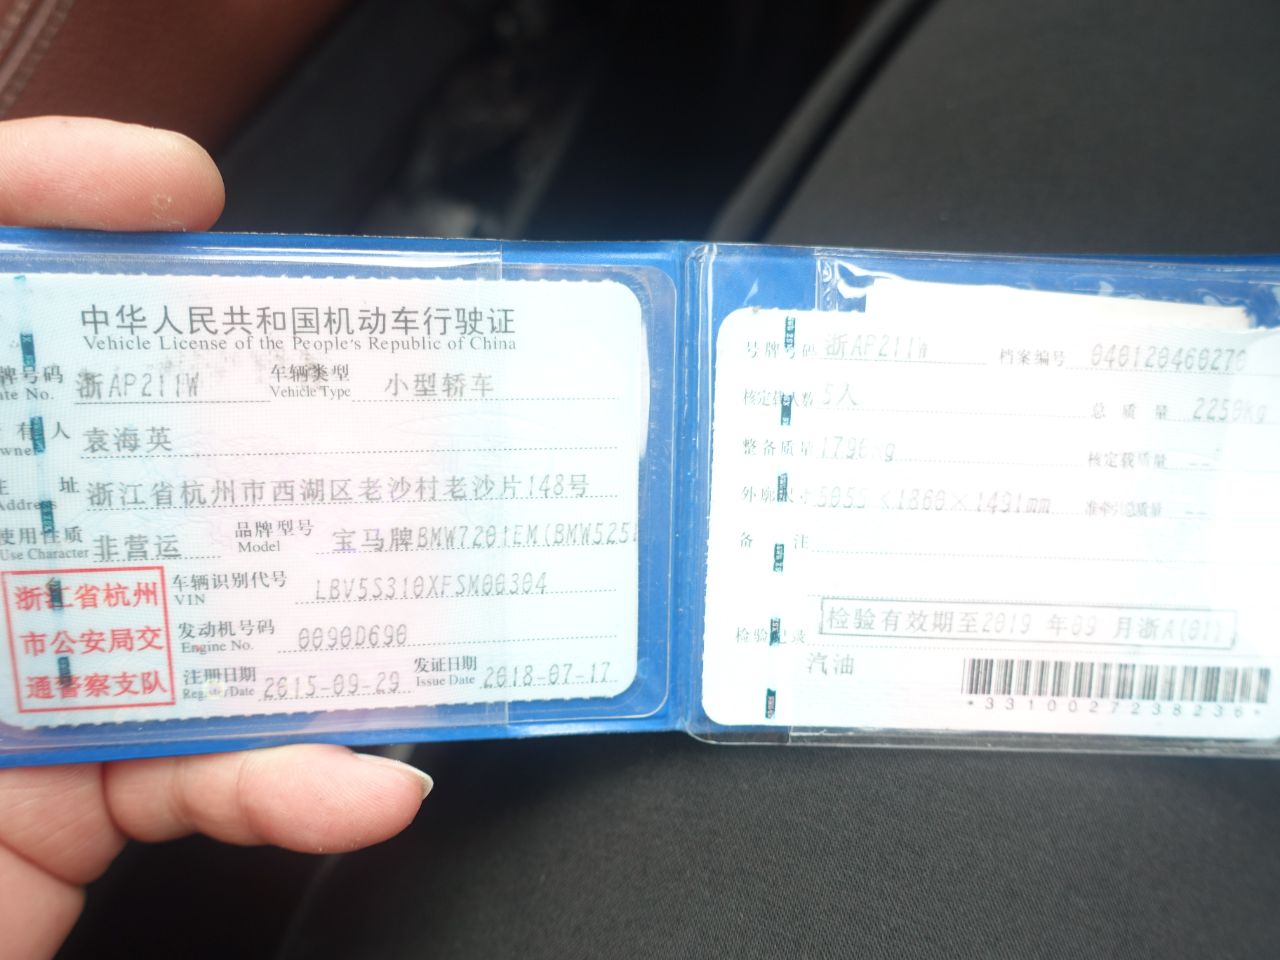 中华人民共和国机动车行驶证
Vehicle License of the People's Republic of China
牌号码 浙AP211W 车辆类型 小型轿车
No. Vehicle Type
有人 袁海英
址 浙江省杭州市西湖区老沙村老沙片148号
Address
使用性质 非营运 品牌型号 宝马牌BMW7201EM(BMW525
Use Character Model
车辆识别代号 LBV5S310XFSM00304
VIN
发动机号码 0090D690
Engine No.
注册日期 2015-09-29 发证日期 2018-07-17
Register Date Issue Date
浙江省杭州
市公安局交
通警察支队
号牌号码 浙AP211W 档案编号
核定载人数 5人 总质量 2250kg
整备质量 1796kg 核定载质量 --
外廓尺寸 5055×1860×1491mm 准牵引总质量 --
备注
检验记录 检验有效期至2019年09月浙A(01)
汽油
*3310027238236*